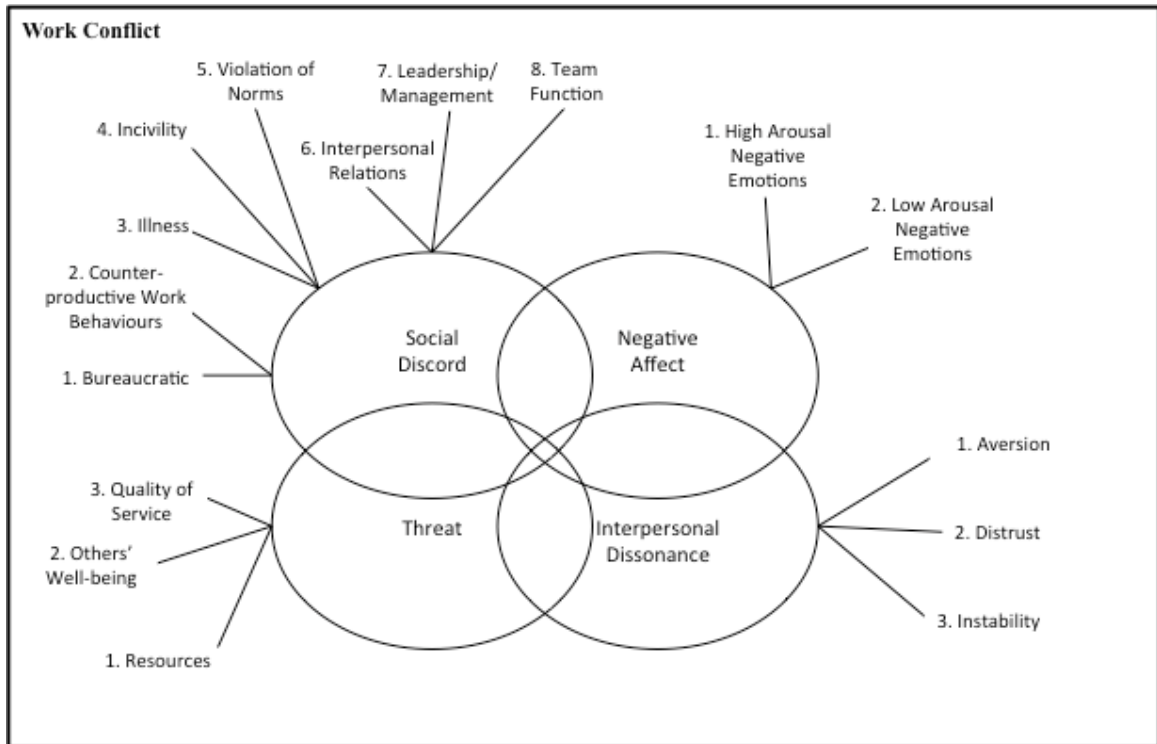 Work Conflict
5. Violation of
Norms
7. Leadership/
Management
8. Team
Function
4. Incivility
6. Interpersonal
Relations
3. Illness
2. Counter-
productive Work
Behaviours
1. Bureaucratic
Social
Discord
1. High Arousal
Negative
Emotions
2. Low Arousal
Negative
Emotions
Negative
Affect
3. Quality of
Service
2. Others’
Well-being
1. Resources
Threat
Interpersonal
Dissonance
1. Aversion
2. Distrust
3. Instability